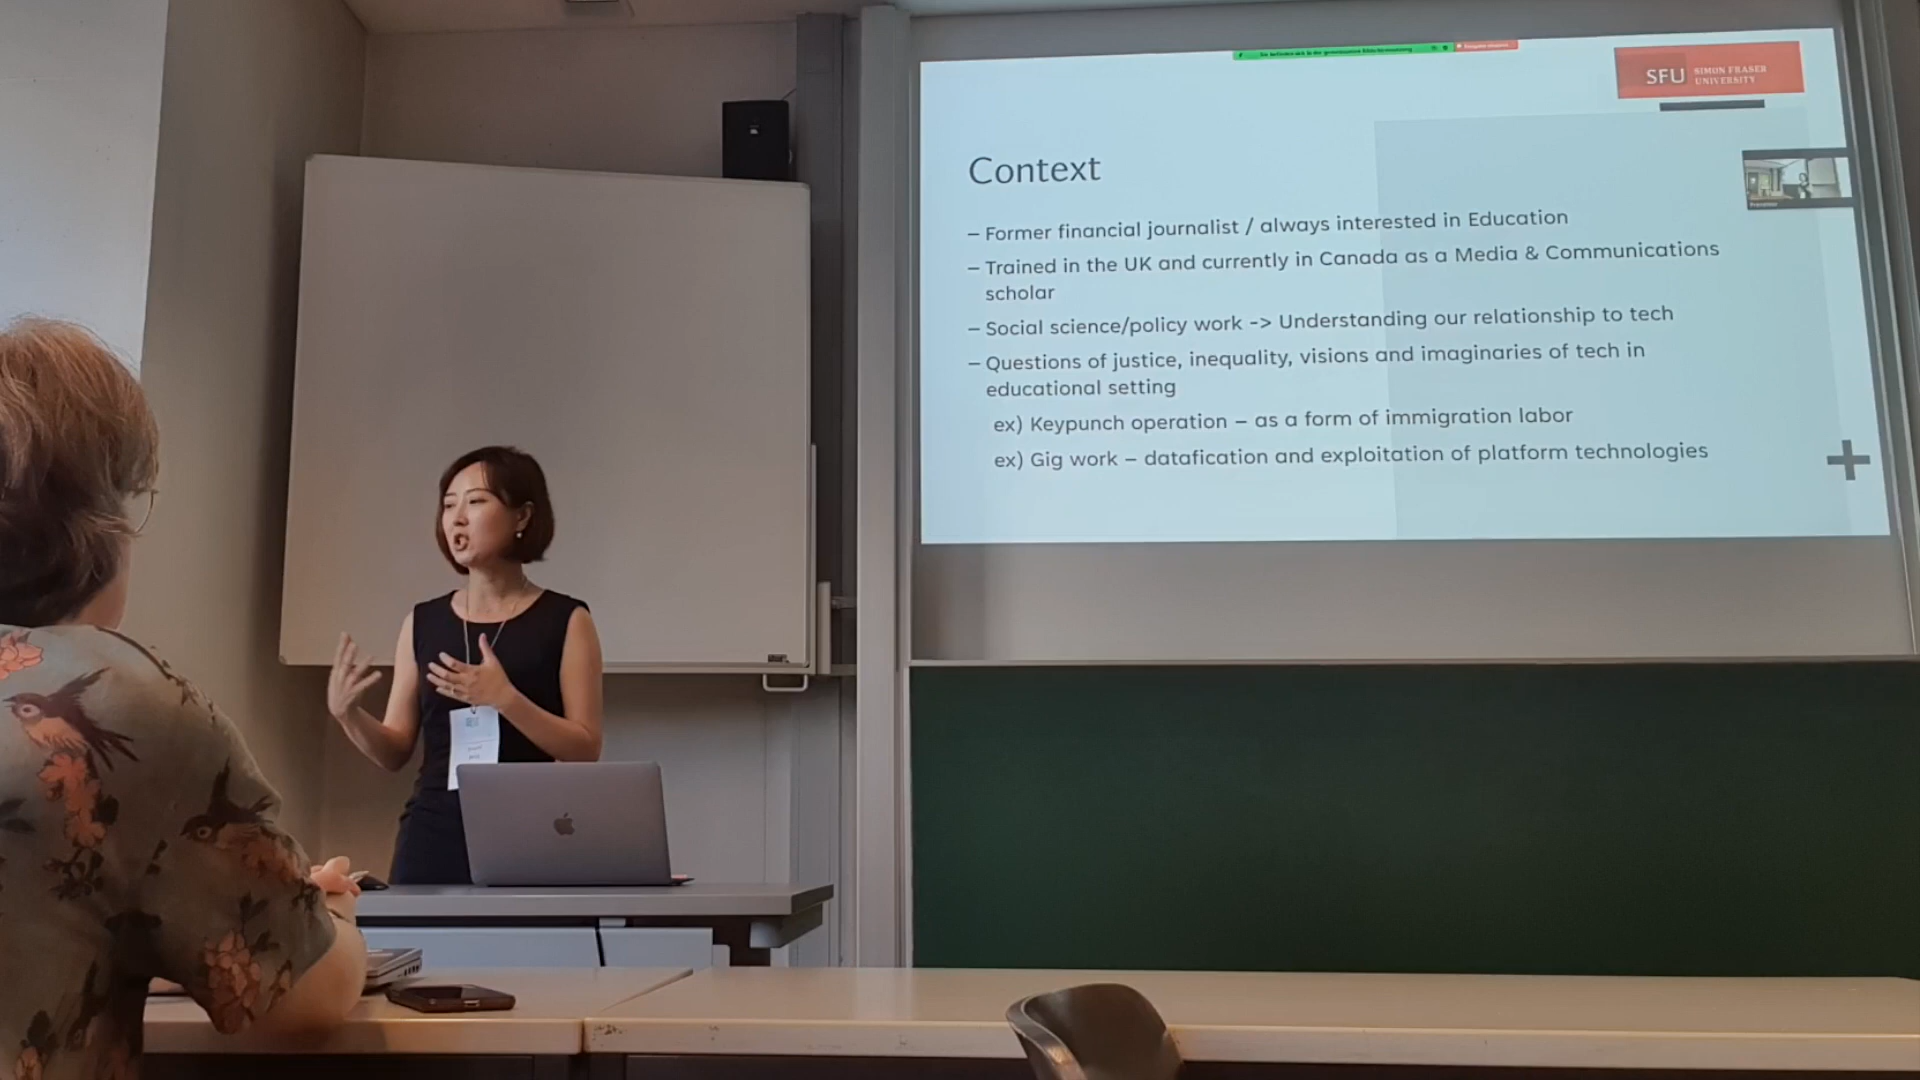 SFU SIMON FRASER
UNIVERSITY
Context
– Former financial journalist / always interested in Education
– Trained in the UK and currently in Canada as a Media & Communications
scholar
– Social science/policy work -> Understanding our relationship to tech
– Questions of justice, inequality, visions and imaginaries of tech in
educational setting
ex) Keypunch operation – as a form of immigration labor
ex) Gig work – datafication and exploitation of platform technologies